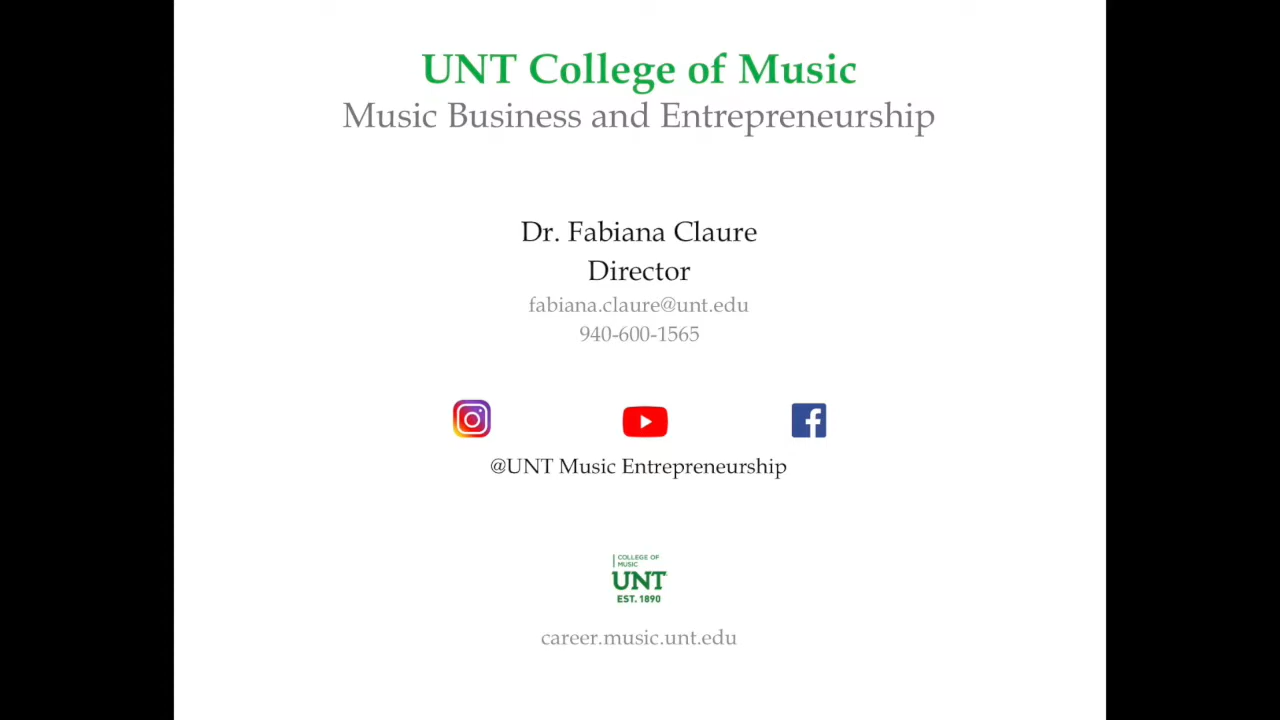 UNT College of Music
Music Business and Entrepreneurship
Dr. Fabiana Claure
Director
fabiana.claure@unt.edu
940-600-1565
@UNT Music Entrepreneurship
COLLEGE OF
MUSIC
UNT
EST. 1890
career.music.unt.edu